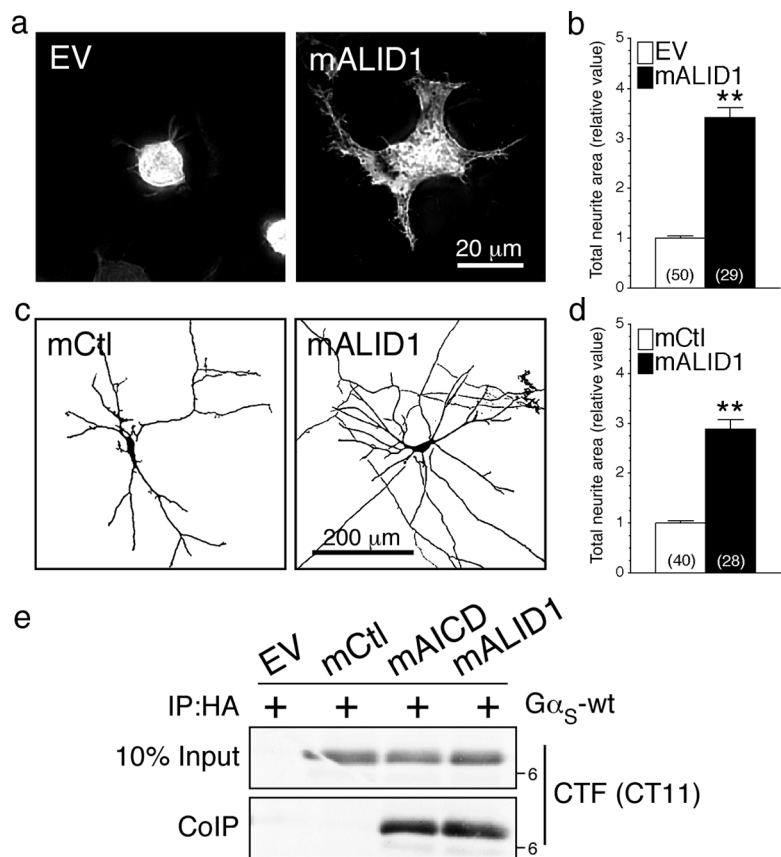 a
EV
mALID1
20 μm
b
EV
mALID1
**
Total neurite area (relative value)
5
4
3
2
1
0
(50)
(29)
c
mCtl
mALID1
200 μm
d
mCtl
mALID1
**
Total neurite area (relative value)
5
4
3
2
1
0
(40)
(28)
e
EV
mCtl
mAICD
mALID1
IP:HA
+
+
+
+
GαS-wt
10% Input
6
CoIP
6
CTF (CT11)